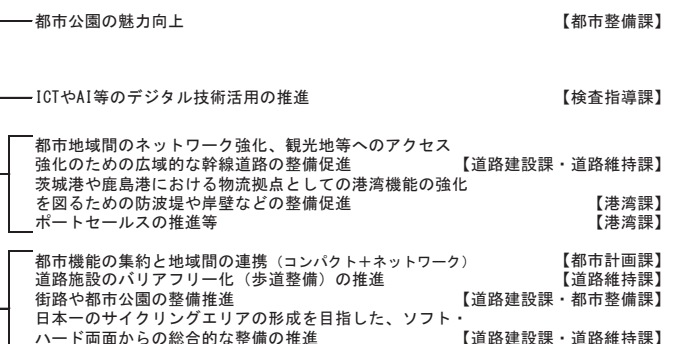 都市公園の魅力向上 【都市整備課】
ICTやAI等のデジタル技術活用の推進 【検査指導課】
都市地域間のネットワーク強化、観光地等へのアクセス
強化のための広域的な幹線道路の整備促進 【道路建設課・道路維持課】
茨城港や鹿島港における物流拠点としての港湾機能の強化
を図るための防波堤や岸壁などの整備促進 【港湾課】
ポートセールスの推進等 【港湾課】
都市機能の集約と地域間の連携（コンパクト＋ネットワーク） 【都市計画課】
道路施設のバリアフリー化（歩道整備）の推進 【道路維持課】
街路や都市公園の整備推進 【道路建設課・都市整備課】
日本一のサイクリングエリアの形成を目指した、ソフト・
ハード両面からの総合的な整備の推進 【道路建設課・道路維持課】